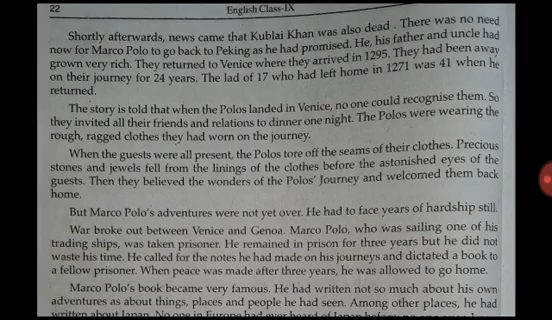 22
English Class-IX
Shortly afterwards, news came that Kublai Khan was also dead . There was no need
now for Marco Polo to go back to Peking as he had promised. He, his father and uncle had
grown very rich. They returned to Venice where they arrived in 1295. They had been away
on their journey for 24 years. The lad of 17 who had left home in 1271 was 41 when he
returned.
The story is told that when the Polos landed in Venice, no one could recognise them. So
they invited all their friends and relations to dinner one night. The Polos were wearing the
rough, ragged clothes they had worn on the journey.
When the guests were all present, the Polos tore off the seams of their clothes. Precious
stones and jewels fell from the linings of the clothes before the astonished eyes of the
guests. Then they believed the wonders of the Polos' Journey and welcomed them back
home.
But Marco Polo's adventures were not yet over. He had to face years of hardship still.
War broke out between Venice and Genoa. Marco Polo, who was sailing one of his
trading ships, was taken prisoner. He remained in prison for three years but he did not
waste his time. He called for the notes he had made on his journeys and dictated a book to
a fellow prisoner. When peace was made after three years, he was allowed to go home.
Marco Polo's book became very famous. He had written not so much about his own
adventures as about things, places and people he had seen. Among other places, he had
written about Japan. No one in Europe had ever heard of Japan before